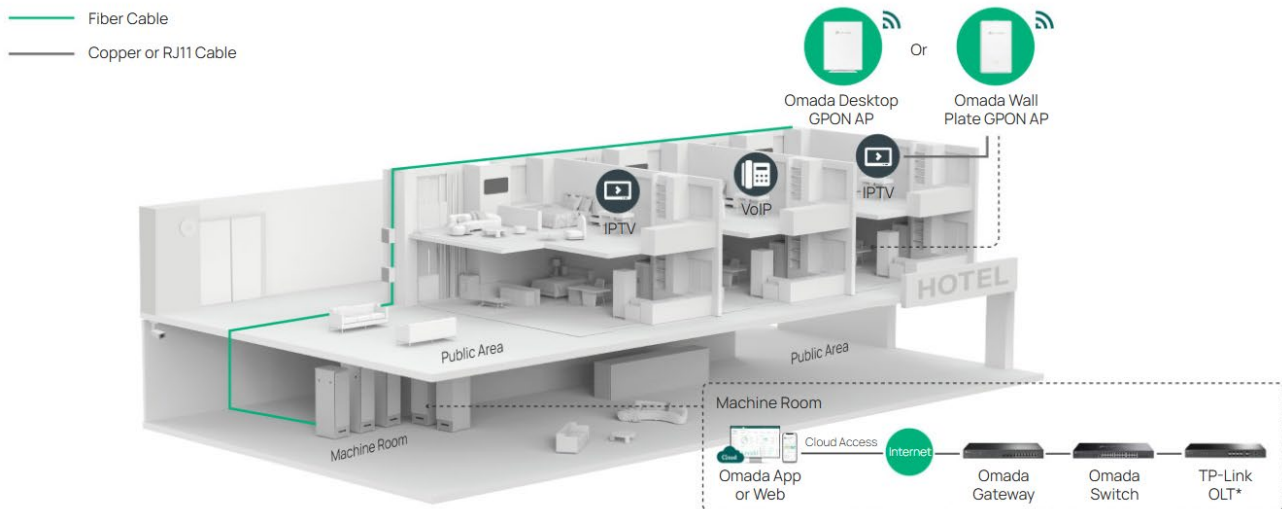 Fiber Cable
Copper or RJ11 Cable
Or
Omada Desktop
GPON AP
Omada Wall
Plate GPON AP
IPTV
VoIP
IPTV
HOTEL
Public Area
Public Area
Machine Room
Machine Room
Cloud
Cloud Access
Internet
Omada App
or Web
Omada
Gateway
Omada
Switch
TP-Link
OLT*